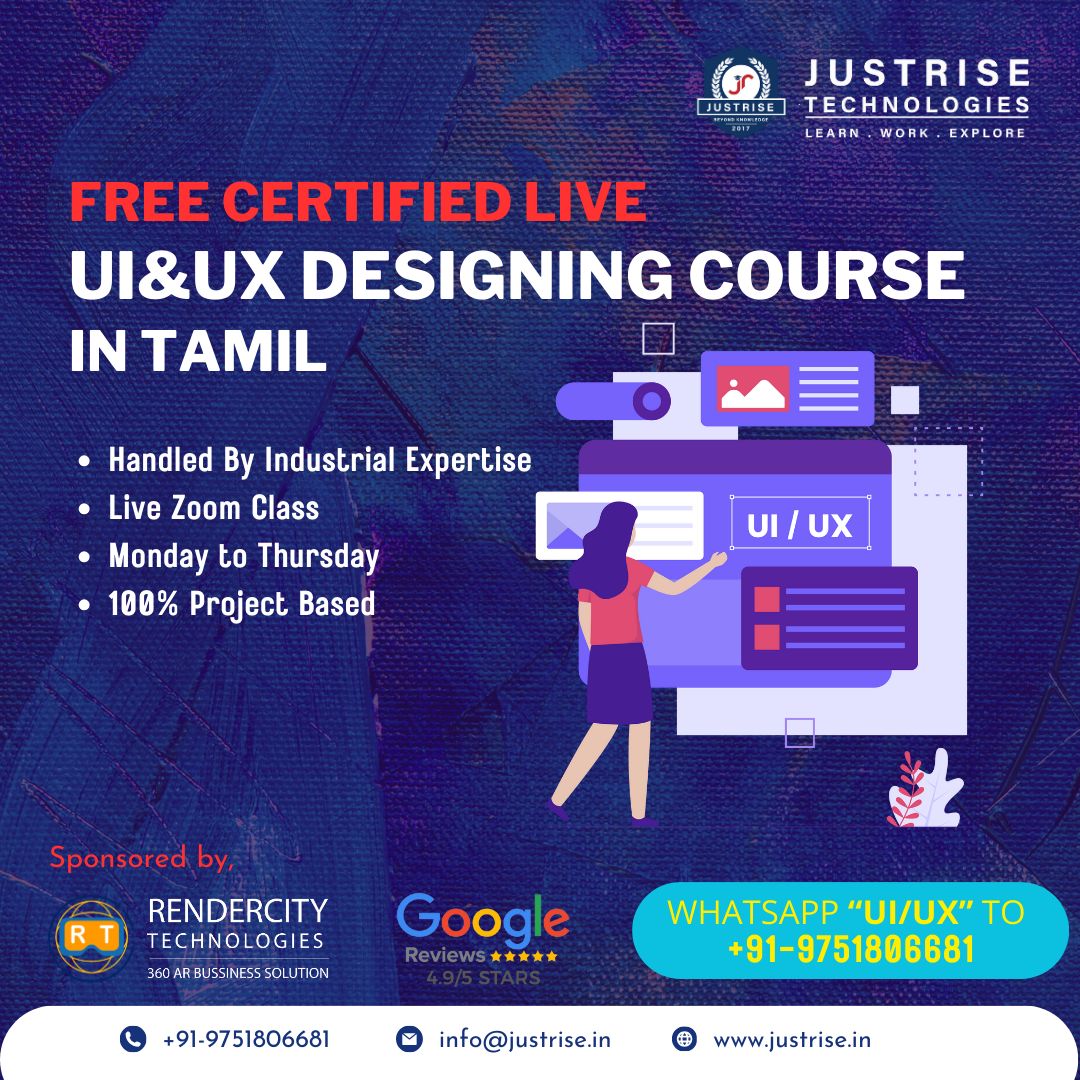 JUSTRISE
BEYOND KNOWLEDGE
2017
JUSTRISE
TECHNOLOGIES
LEARN . WORK . EXPLORE
FREE CERTIFIED LIVE
UI&UX DESIGNING COURSE
IN TAMIL
• Handled By Industrial Expertise
• Live Zoom Class
• Monday to Thursday
• 100% Project Based
UI / UX
Sponsored by,
RT
RENDERCITY
TECHNOLOGIES
360 AR BUSSINESS SOLUTION
Google
Reviews
4.9/5 STARS
WHATSAPP “UI/UX” TO
+91-9751806681
+91-9751806681
info@justrise.in
www.justrise.in